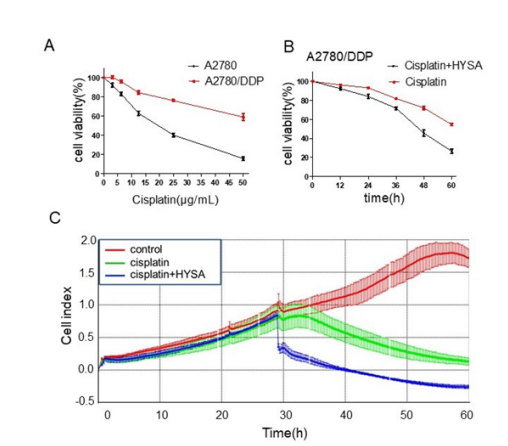 A
A2780
A2780/DDP
cell viability(%)
100
80
60
40
20
0
0 5 10 15 20 25 30 35 40 45 50
Cisplatin(μg/mL)
B
A2780/DDP
Cisplatin+HYSA
Cisplatin
cell viability(%)
100
80
60
40
20
0
0 12 24 36 48 60
time(h)
C
control
cisplatin
cisplatin+HYSA
Cell index
2.0
1.5
1.0
0.5
0.0
-0.5
0 10 20 30 40 50 60
Time(h)